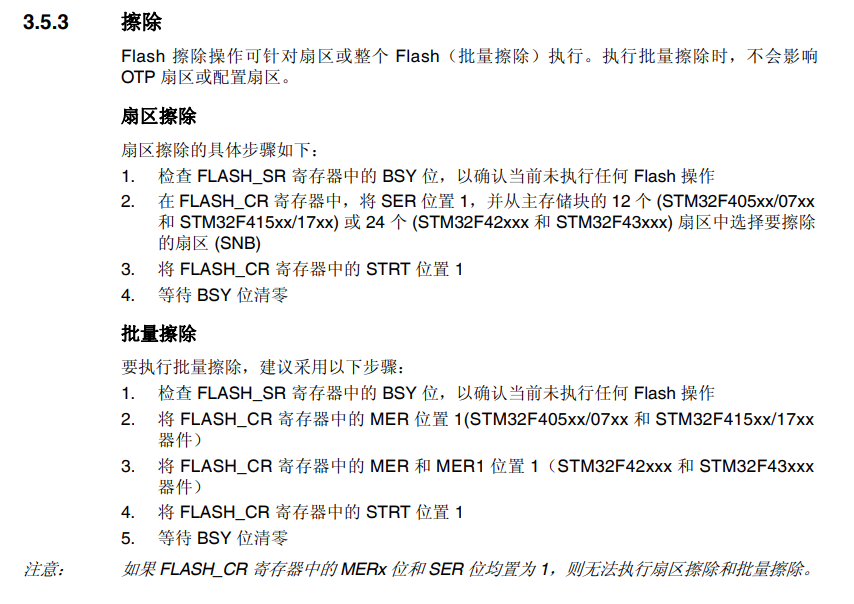 3.5.3 擦除
Flash 擦除操作可针对扇区或整个 Flash（批量擦除）执行。执行批量擦除时，不会影响
OTP 扇区或配置扇区。
扇区擦除
扇区擦除的具体步骤如下：
1. 检查 FLASH_SR 寄存器中的 BSY 位，以确认当前未执行任何 Flash 操作
2. 在 FLASH_CR 寄存器中，将 SER 位置 1，并从主存储块的 12 个 (STM32F405xx/07xx
和 STM32F415xx/17xx) 或 24 个 (STM32F42xxx 和 STM32F43xxx) 扇区中选择要擦除
的扇区 (SNB)
3. 将 FLASH_CR 寄存器中的 STRT 位置 1
4. 等待 BSY 位清零
批量擦除
要执行批量擦除，建议采用以下步骤：
1. 检查 FLASH_SR 寄存器中的 BSY 位，以确认当前未执行任何 Flash 操作
2. 将 FLASH_CR 寄存器中的 MER 位置 1(STM32F405xx/07xx 和 STM32F415xx/17xx
器件）
3. 将 FLASH_CR 寄存器中的 MER 和 MER1 位置 1（STM32F42xxx 和 STM32F43xxx
器件）
4. 将 FLASH_CR 寄存器中的 STRT 位置 1
5. 等待 BSY 位清零
注意： 如果 FLASH_CR 寄存器中的 MERx 位和 SER 位均置为 1，则无法执行扇区擦除和批量擦除。